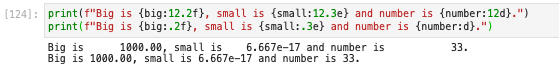 [124]: print(f"Big is {big:12.2f}, small is {small:12.3e} and number is {number:12d}.")
print(f"Big is {big:.2f}, small is {small:.3e} and number is {number:d}.")
Big is      1000.00, small is    6.667e−17 and number is           33.
Big is 1000.00, small is 6.667e−17 and number is 33.